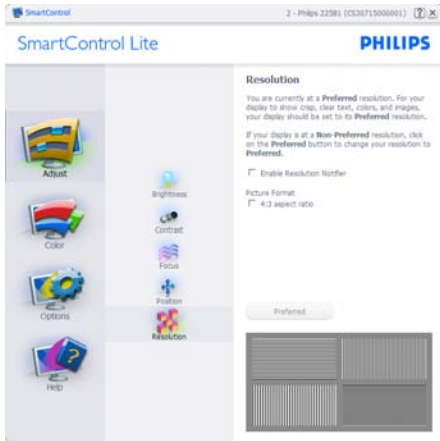 SmartControl
2 - Philips 225B1 (CS30715000001)
SmartControl Lite
PHILIPS
Adjust
Color
Options
Help
Brightness
Contrast
Focus
Position
Resolution
Resolution
You are currently at a Preferred resolution. For your
display to show crisp, clear text, colors, and images,
your display should be set to its Preferred resolution.
If your display is at a Non-Preferred resolution, click
on the Preferred button to change your resolution to
Preferred.
Enable Resolution Notifier
Picture Format
4:3 aspect ratio
Preferred